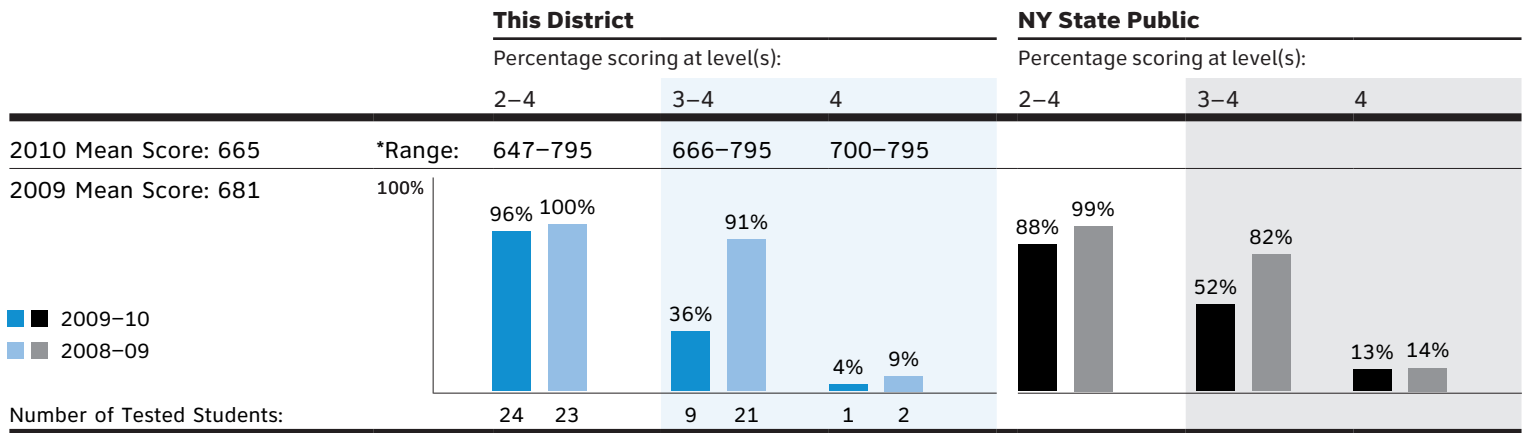 This District NY State Public
Percentage scoring at level(s): Percentage scoring at level(s):
2–4 3–4 4 2–4 3–4 4
2010 Mean Score: 665 *Range: 647–795 666–795 700–795
2009 Mean Score: 681 100%
96% 100% 91% 88% 99% 82%
36% 52%
4% 9% 13% 14%
2009–10
2008–09
Number of Tested Students: 24 23 9 21 1 2